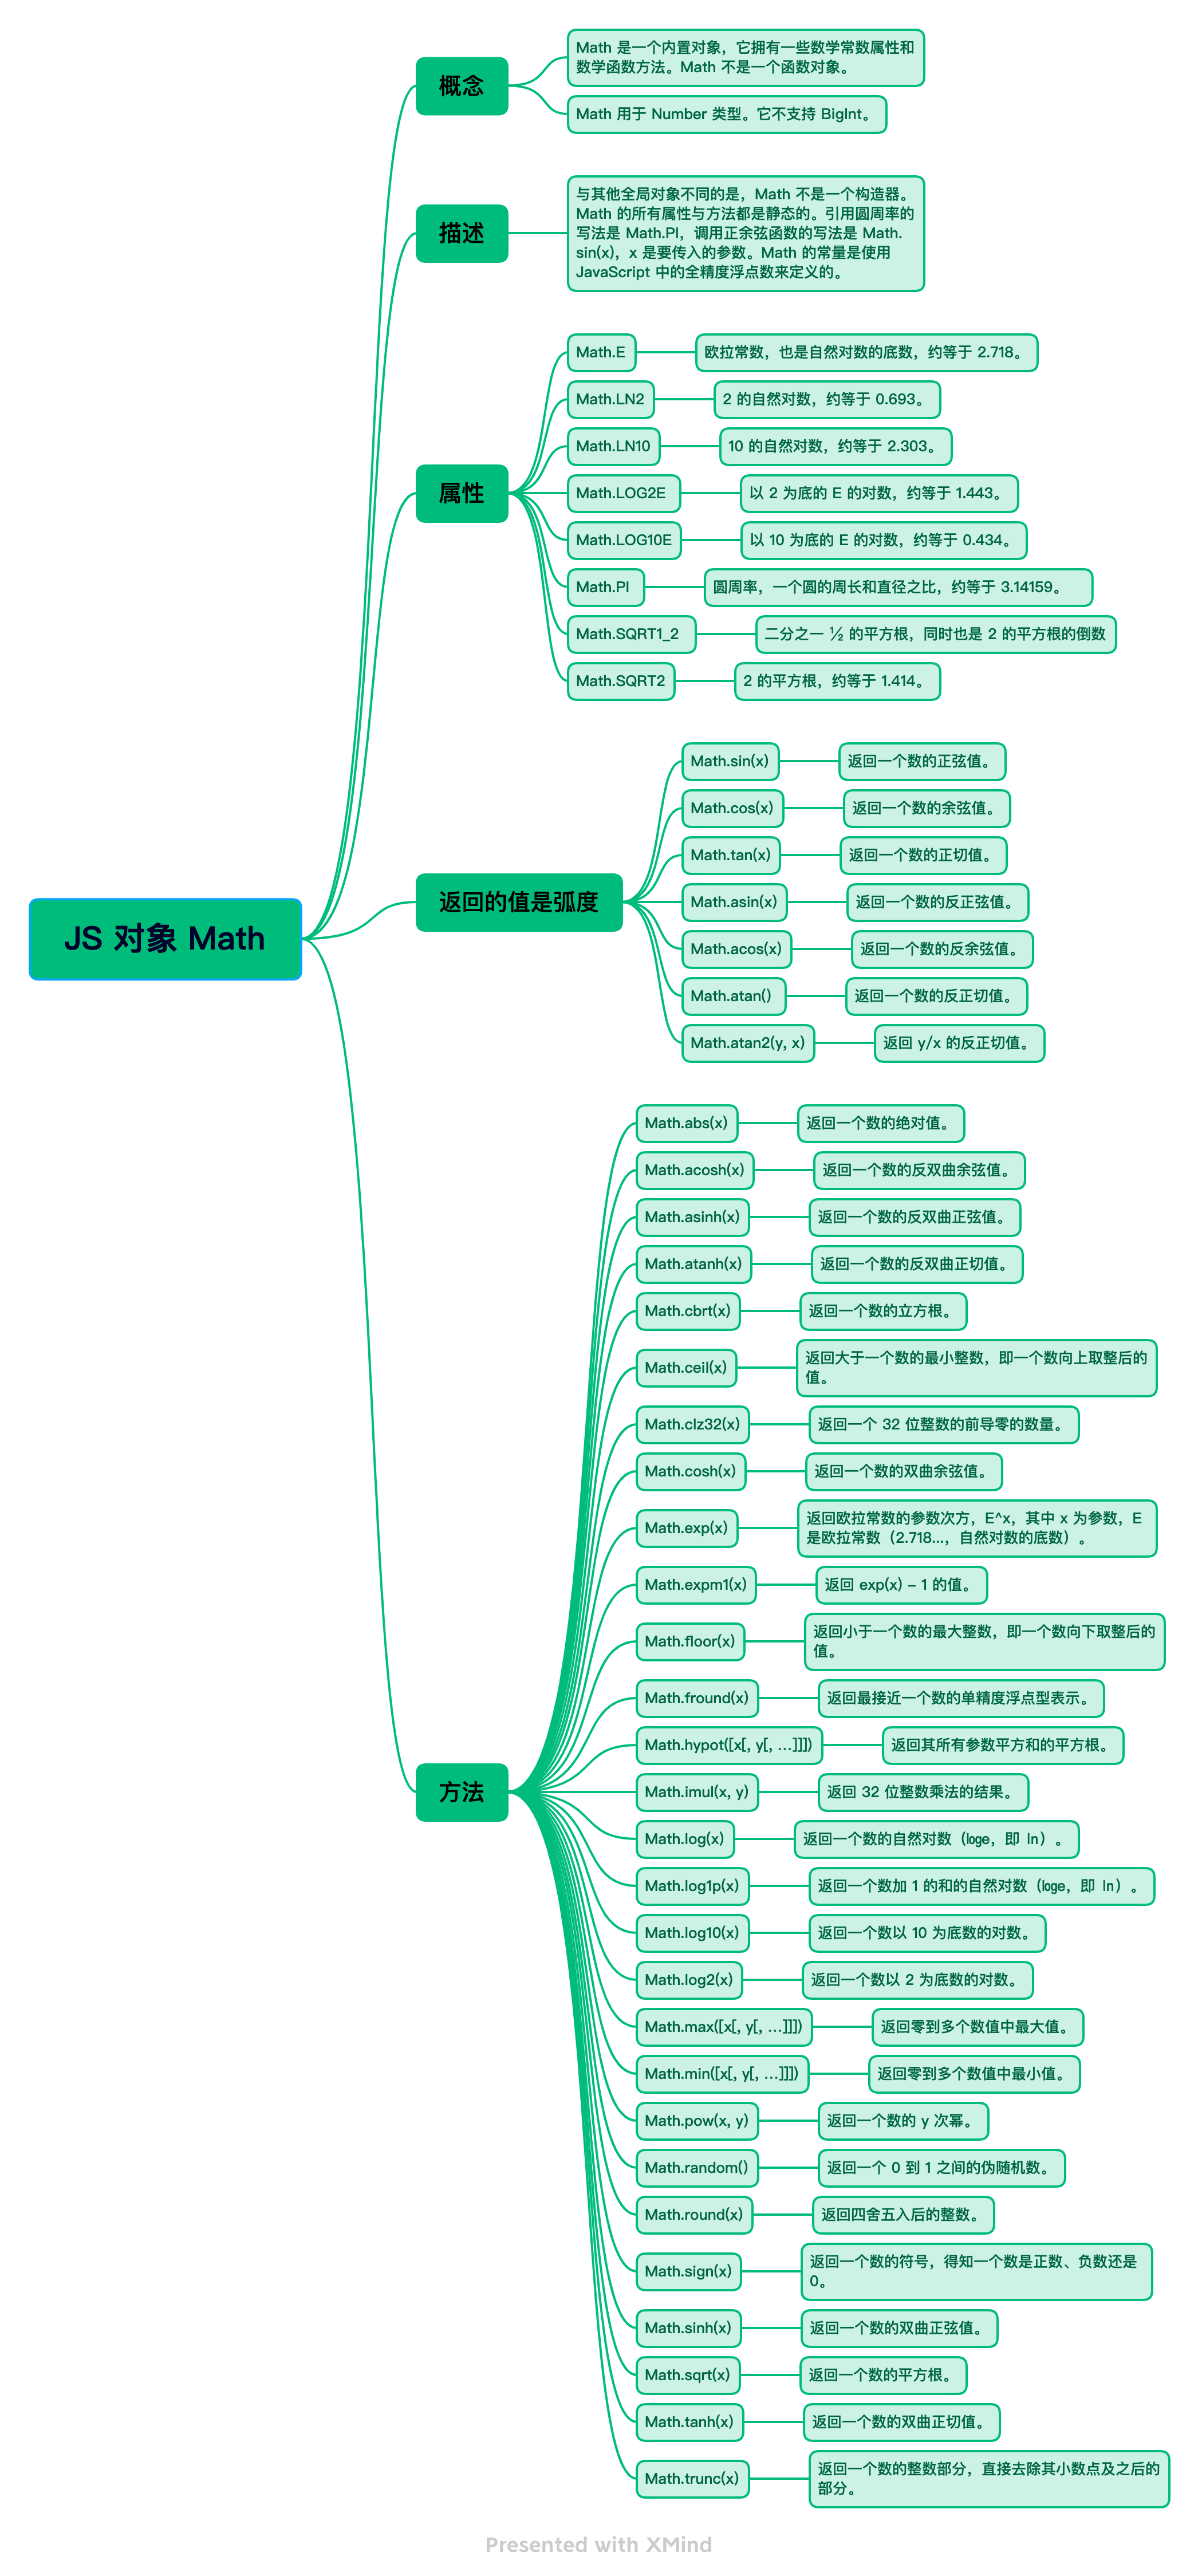 JS 对象 Math
概念
Math 是一个内置对象，它拥有一些数学常数属性和
数学函数方法。Math 不是一个函数对象。
Math 用于 Number 类型。它不支持 BigInt。
描述
与其他全局对象不同的是，Math 不是一个构造器。
Math 的所有属性与方法都是静态的。引用圆周率的
写法是 Math.PI，调用正余弦函数的写法是 Math.
sin(x)，x 是要传入的参数。Math 的常量是使用
JavaScript 中的全精度浮点数来定义的。
属性
Math.E
欧拉常数，也是自然对数的底数，约等于 2.718。
Math.LN2
2 的自然对数，约等于 0.693。
Math.LN10
10 的自然对数，约等于 2.303。
Math.LOG2E
以 2 为底的 E 的对数，约等于 1.443。
Math.LOG10E
以 10 为底的 E 的对数，约等于 0.434。
Math.PI
圆周率，一个圆的周长和直径之比，约等于 3.14159。
Math.SQRT1_2
二分之一 ½ 的平方根，同时也是 2 的平方根的倒数
Math.SQRT2
2 的平方根，约等于 1.414。
返回的值是弧度
Math.sin(x)
返回一个数的正弦值。
Math.cos(x)
返回一个数的余弦值。
Math.tan(x)
返回一个数的正切值。
Math.asin(x)
返回一个数的反正弦值。
Math.acos(x)
返回一个数的反余弦值。
Math.atan()
返回一个数的反正切值。
Math.atan2(y, x)
返回 y/x 的反正切值。
方法
Math.abs(x)
返回一个数的绝对值。
Math.acosh(x)
返回一个数的反双曲余弦值。
Math.asinh(x)
返回一个数的反双曲正弦值。
Math.atanh(x)
返回一个数的反双曲正切值。
Math.cbrt(x)
返回一个数的立方根。
Math.ceil(x)
返回大于一个数的最小整数，即一个数向上取整后的
值。
Math.clz32(x)
返回一个 32 位整数的前导零的数量。
Math.cosh(x)
返回一个数的双曲余弦值。
Math.exp(x)
返回欧拉常数的参数次方，E^x，其中 x 为参数，E
是欧拉常数（2.718...，自然对数的底数）。
Math.expm1(x)
返回 exp(x) − 1 的值。
Math.floor(x)
返回小于一个数的最大整数，即一个数向下取整后的
值。
Math.fround(x)
返回最接近一个数的单精度浮点型表示。
Math.hypot([x[, y[, …]]])
返回其所有参数平方和的平方根。
Math.imul(x, y)
返回 32 位整数乘法的结果。
Math.log(x)
返回一个数的自然对数（㏒e，即 ㏑）。
Math.log1p(x)
返回一个数加 1 的和的自然对数（㏒e，即 ㏑）。
Math.log10(x)
返回一个数以 10 为底数的对数。
Math.log2(x)
返回一个数以 2 为底数的对数。
Math.max([x[, y[, …]]])
返回零到多个数值中最大值。
Math.min([x[, y[, …]]])
返回零到多个数值中最小值。
Math.pow(x, y)
返回一个数的 y 次幂。
Math.random()
返回一个 0 到 1 之间的伪随机数。
Math.round(x)
返回四舍五入后的整数。
Math.sign(x)
返回一个数的符号，得知一个数是正数、负数还是
0。
Math.sinh(x)
返回一个数的双曲正弦值。
Math.sqrt(x)
返回一个数的平方根。
Math.tanh(x)
返回一个数的双曲正切值。
Math.trunc(x)
返回一个数的整数部分，直接去除其小数点及之后的
部分。
Presented with XMind